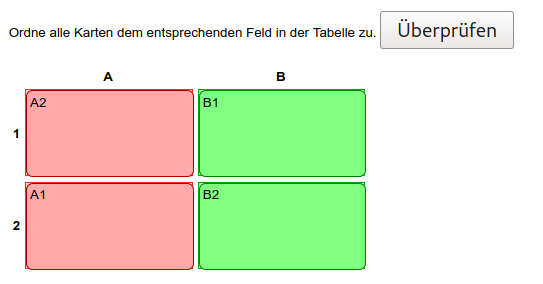 Ordne alle Karten dem entsprechenden Feld in der Tabelle zu. Überprüfen
A B
1 A2 B1
2 A1 B2